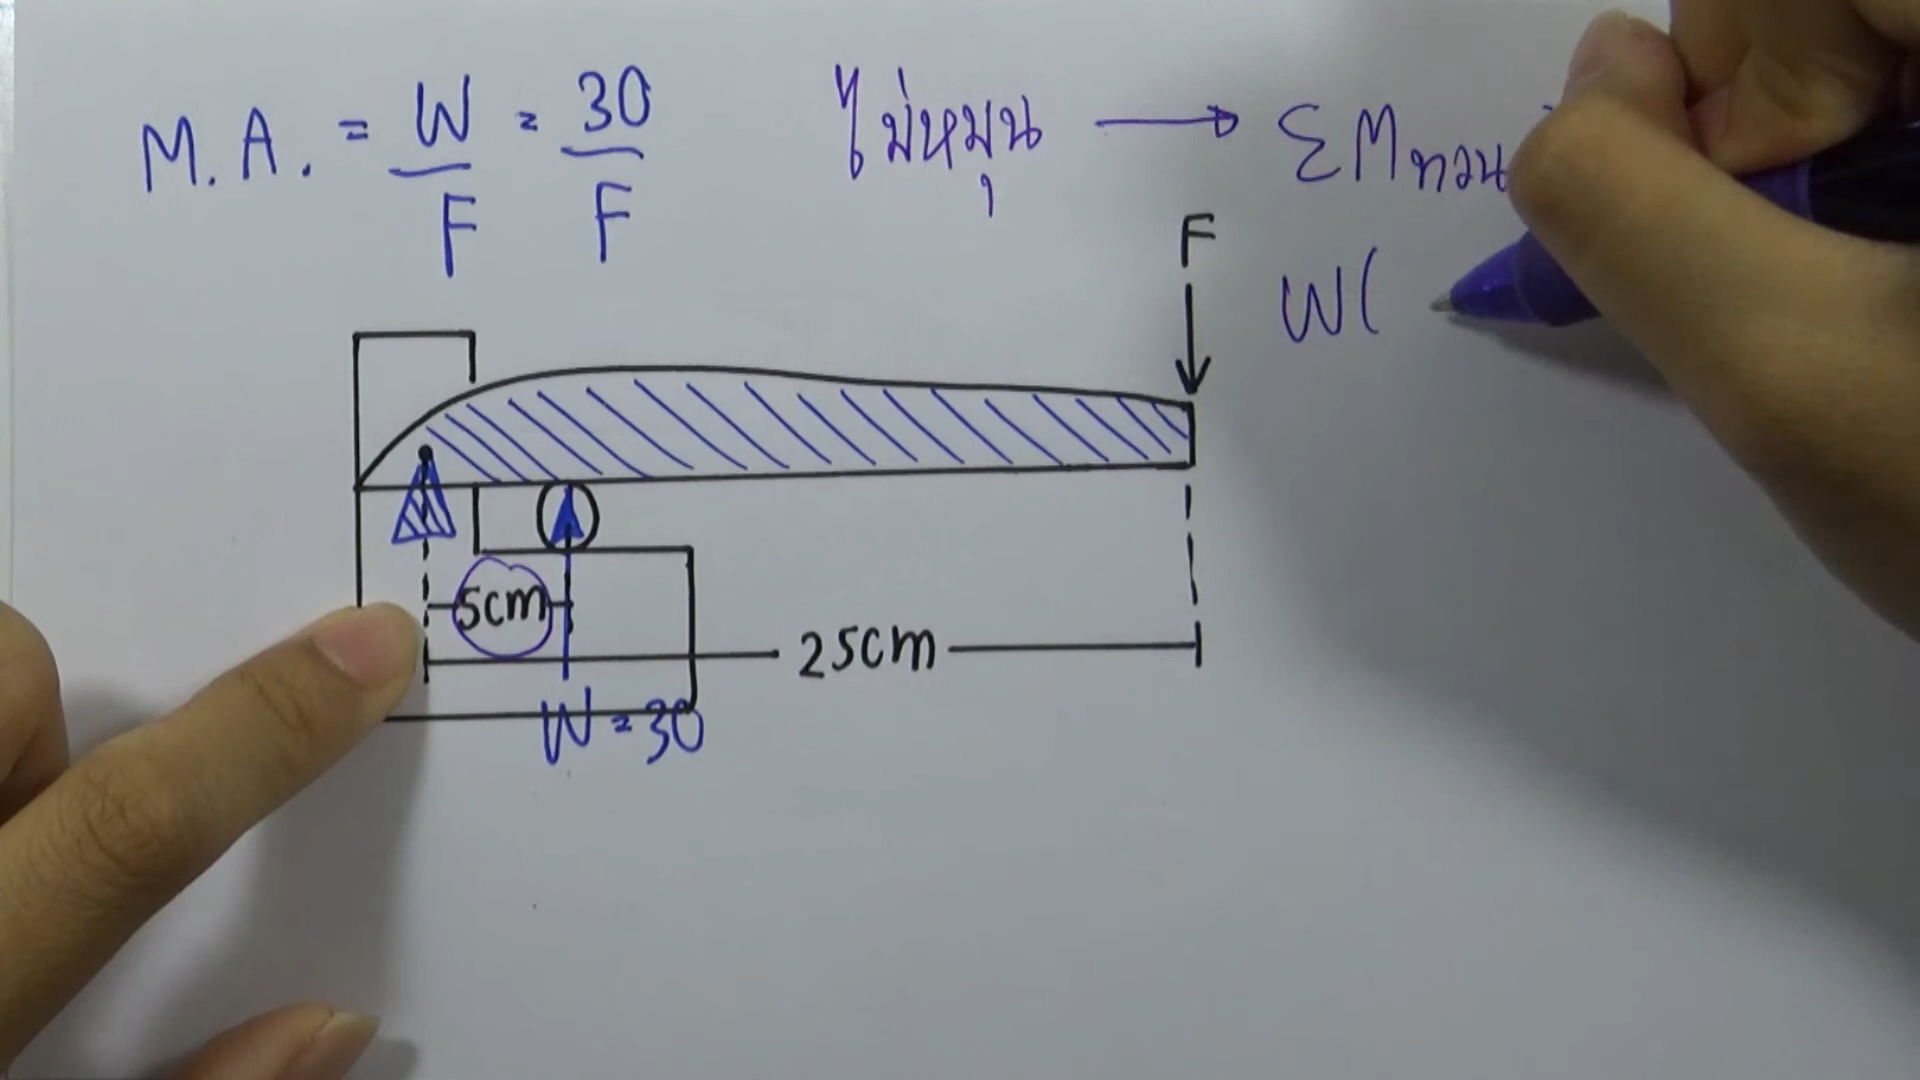 M.A. = W/F = 30/F
ไม่หมุน → ΣMทวน
F
W(
5cm
25cm
W = 30